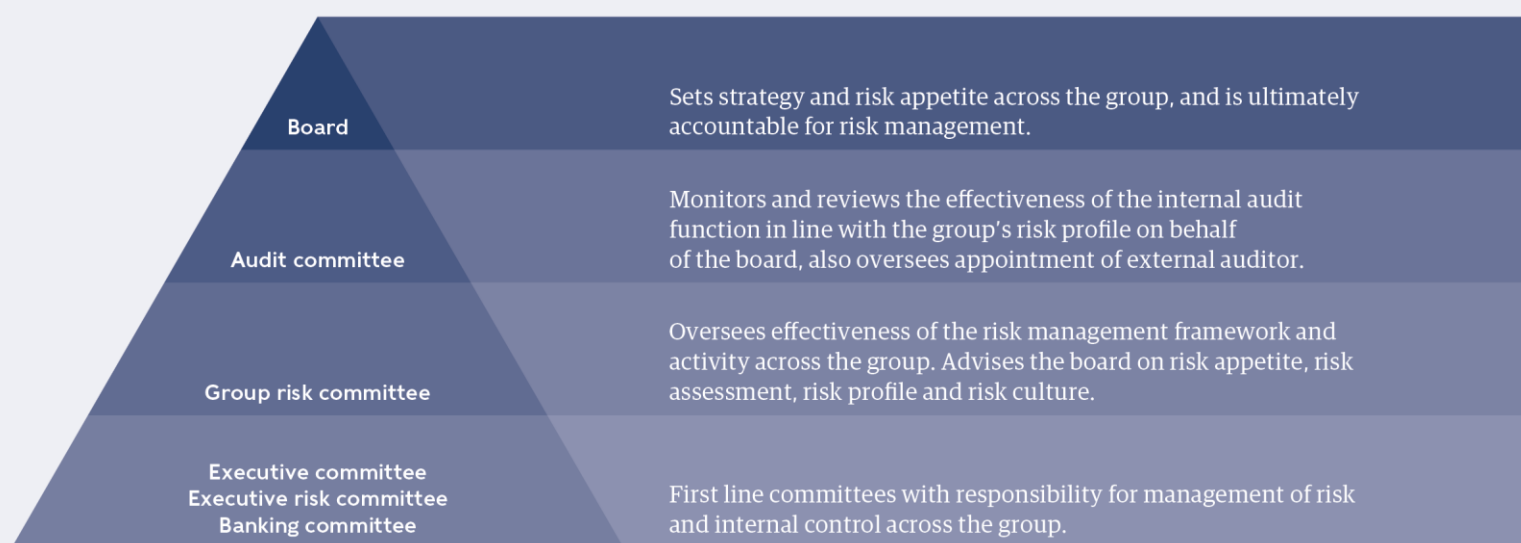 Board
Sets strategy and risk appetite across the group, and is ultimately
accountable for risk management.
Audit committee
Monitors and reviews the effectiveness of the internal audit
function in line with the group’s risk profile on behalf
of the board, also oversees appointment of external auditor.
Group risk committee
Oversees effectiveness of the risk management framework and
activity across the group. Advises the board on risk appetite, risk
assessment, risk profile and risk culture.
Executive committee
Executive risk committee
Banking committee
First line committees with responsibility for management of risk
and internal control across the group.